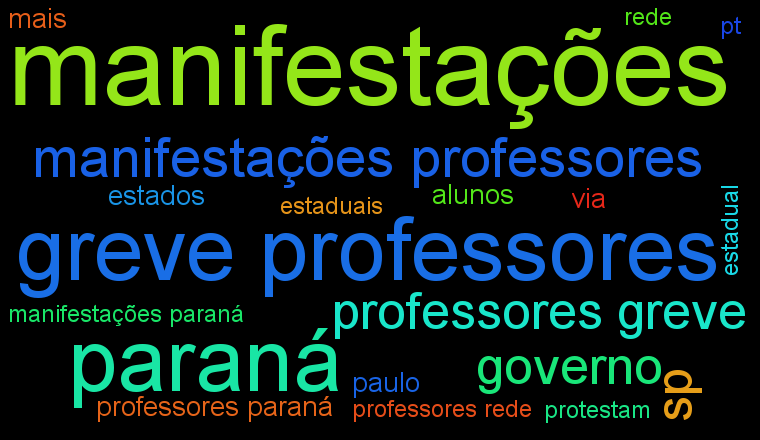 mais
rede
pt
manifestações
manifestações professores
estados
estaduais
alunos
via
estadual
greve professores
manifestações paraná
professores greve
paraná
governo
paulo
sp
professores paraná
professores rede
protestam